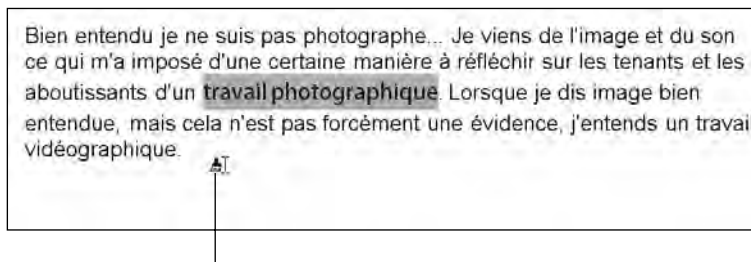 Bien entendu je ne suis pas photographe... Je viens de l'image et du son
ce qui m'a imposé d'une certaine manière à réfléchir sur les tenants et les
aboutissants d'un travail photographique. Lorsque je dis image bien
entendue, mais cela n'est pas forcément une évidence, j'entends un travai
vidéographique.